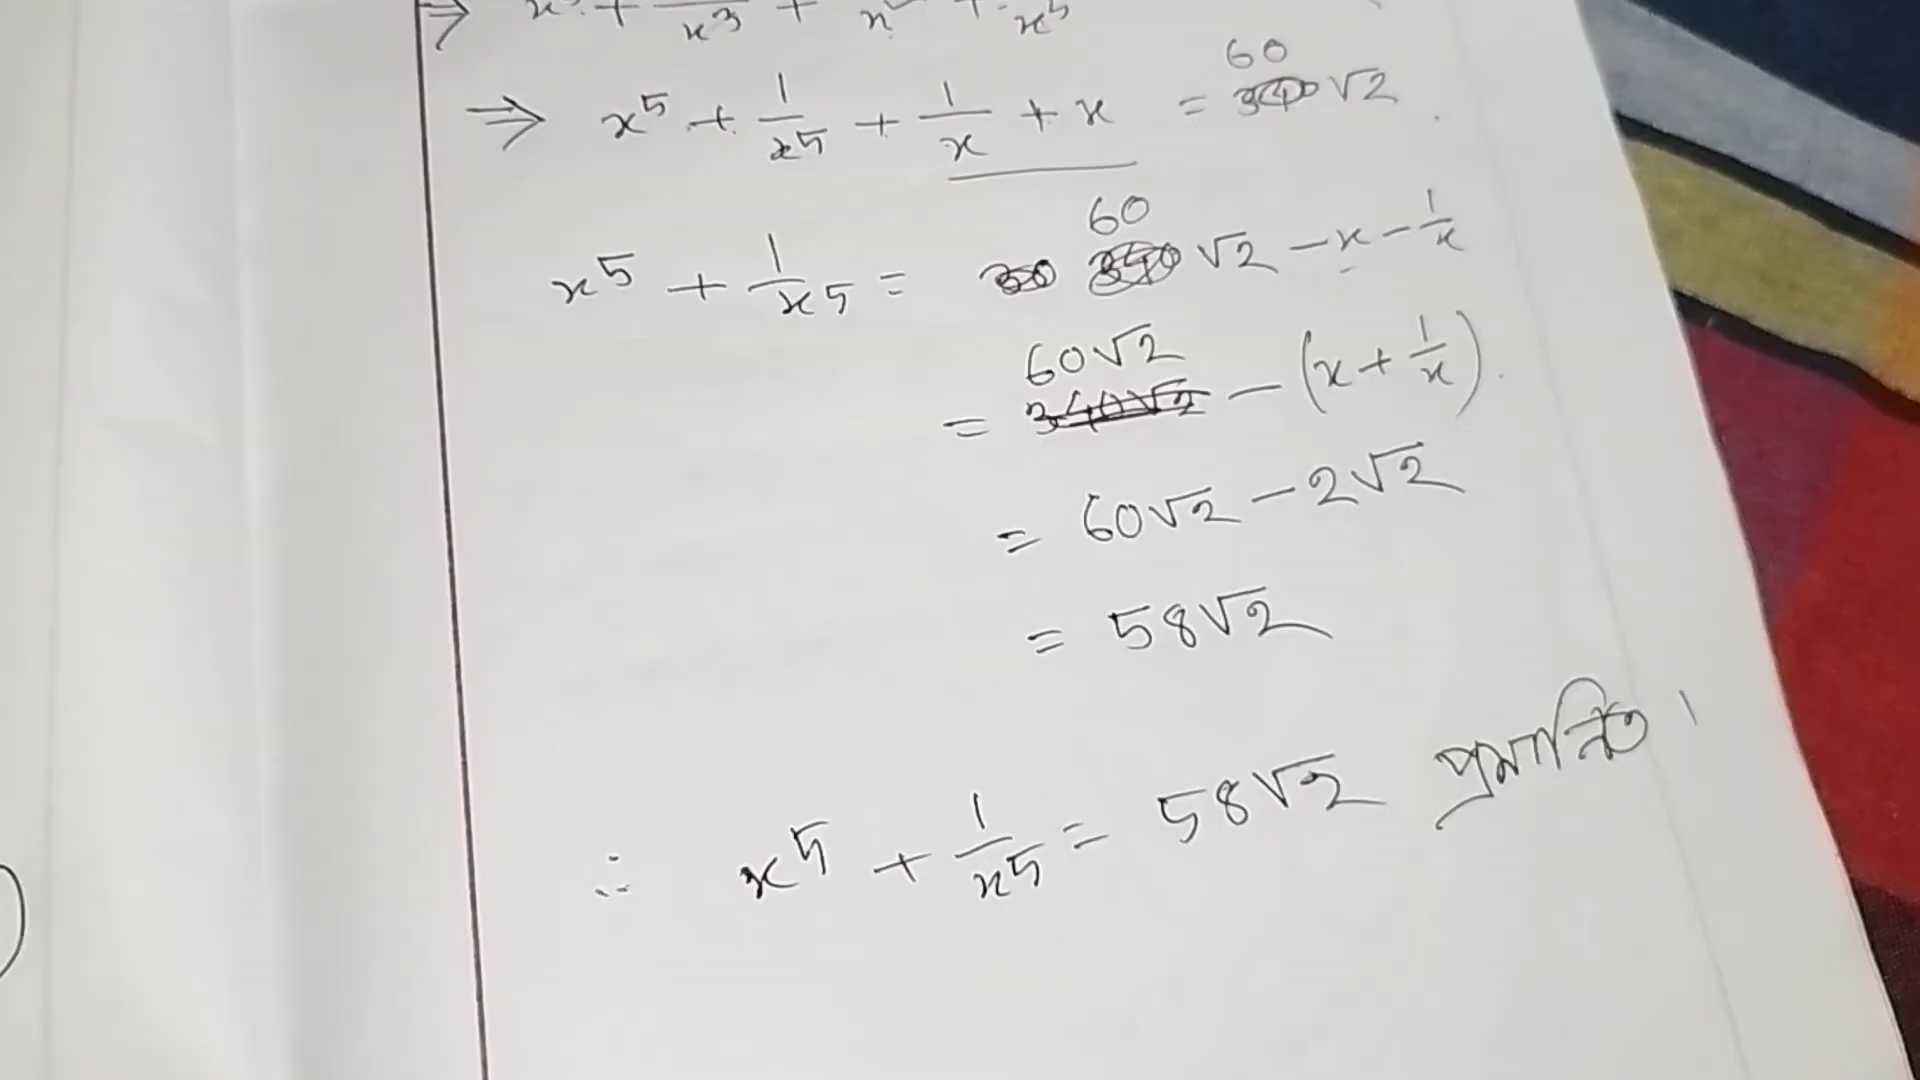 ⇒ x⁵ + 1/x⁵ + 1/x + x = 60√2
x⁵ + 1/x⁵ = 60√2 - x - 1/x
= 60√2 - (x + 1/x)
= 60√2 - 2√2
= 58√2
∴ x⁵ + 1/x⁵ = 58√2 প্রমাণিত।